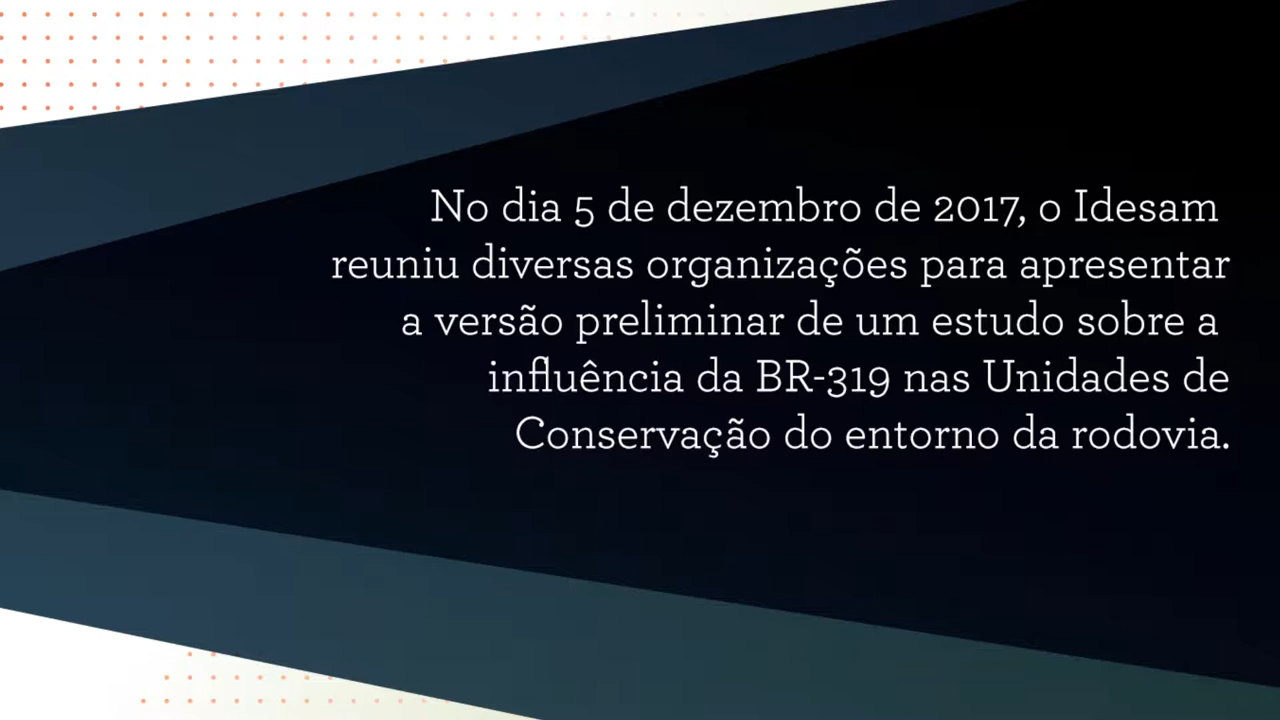 No dia 5 de dezembro de 2017, o Idesam
reuniu diversas organizações para apresentar
a versão preliminar de um estudo sobre a
influência da BR-319 nas Unidades de
Conservação do entorno da rodovia.